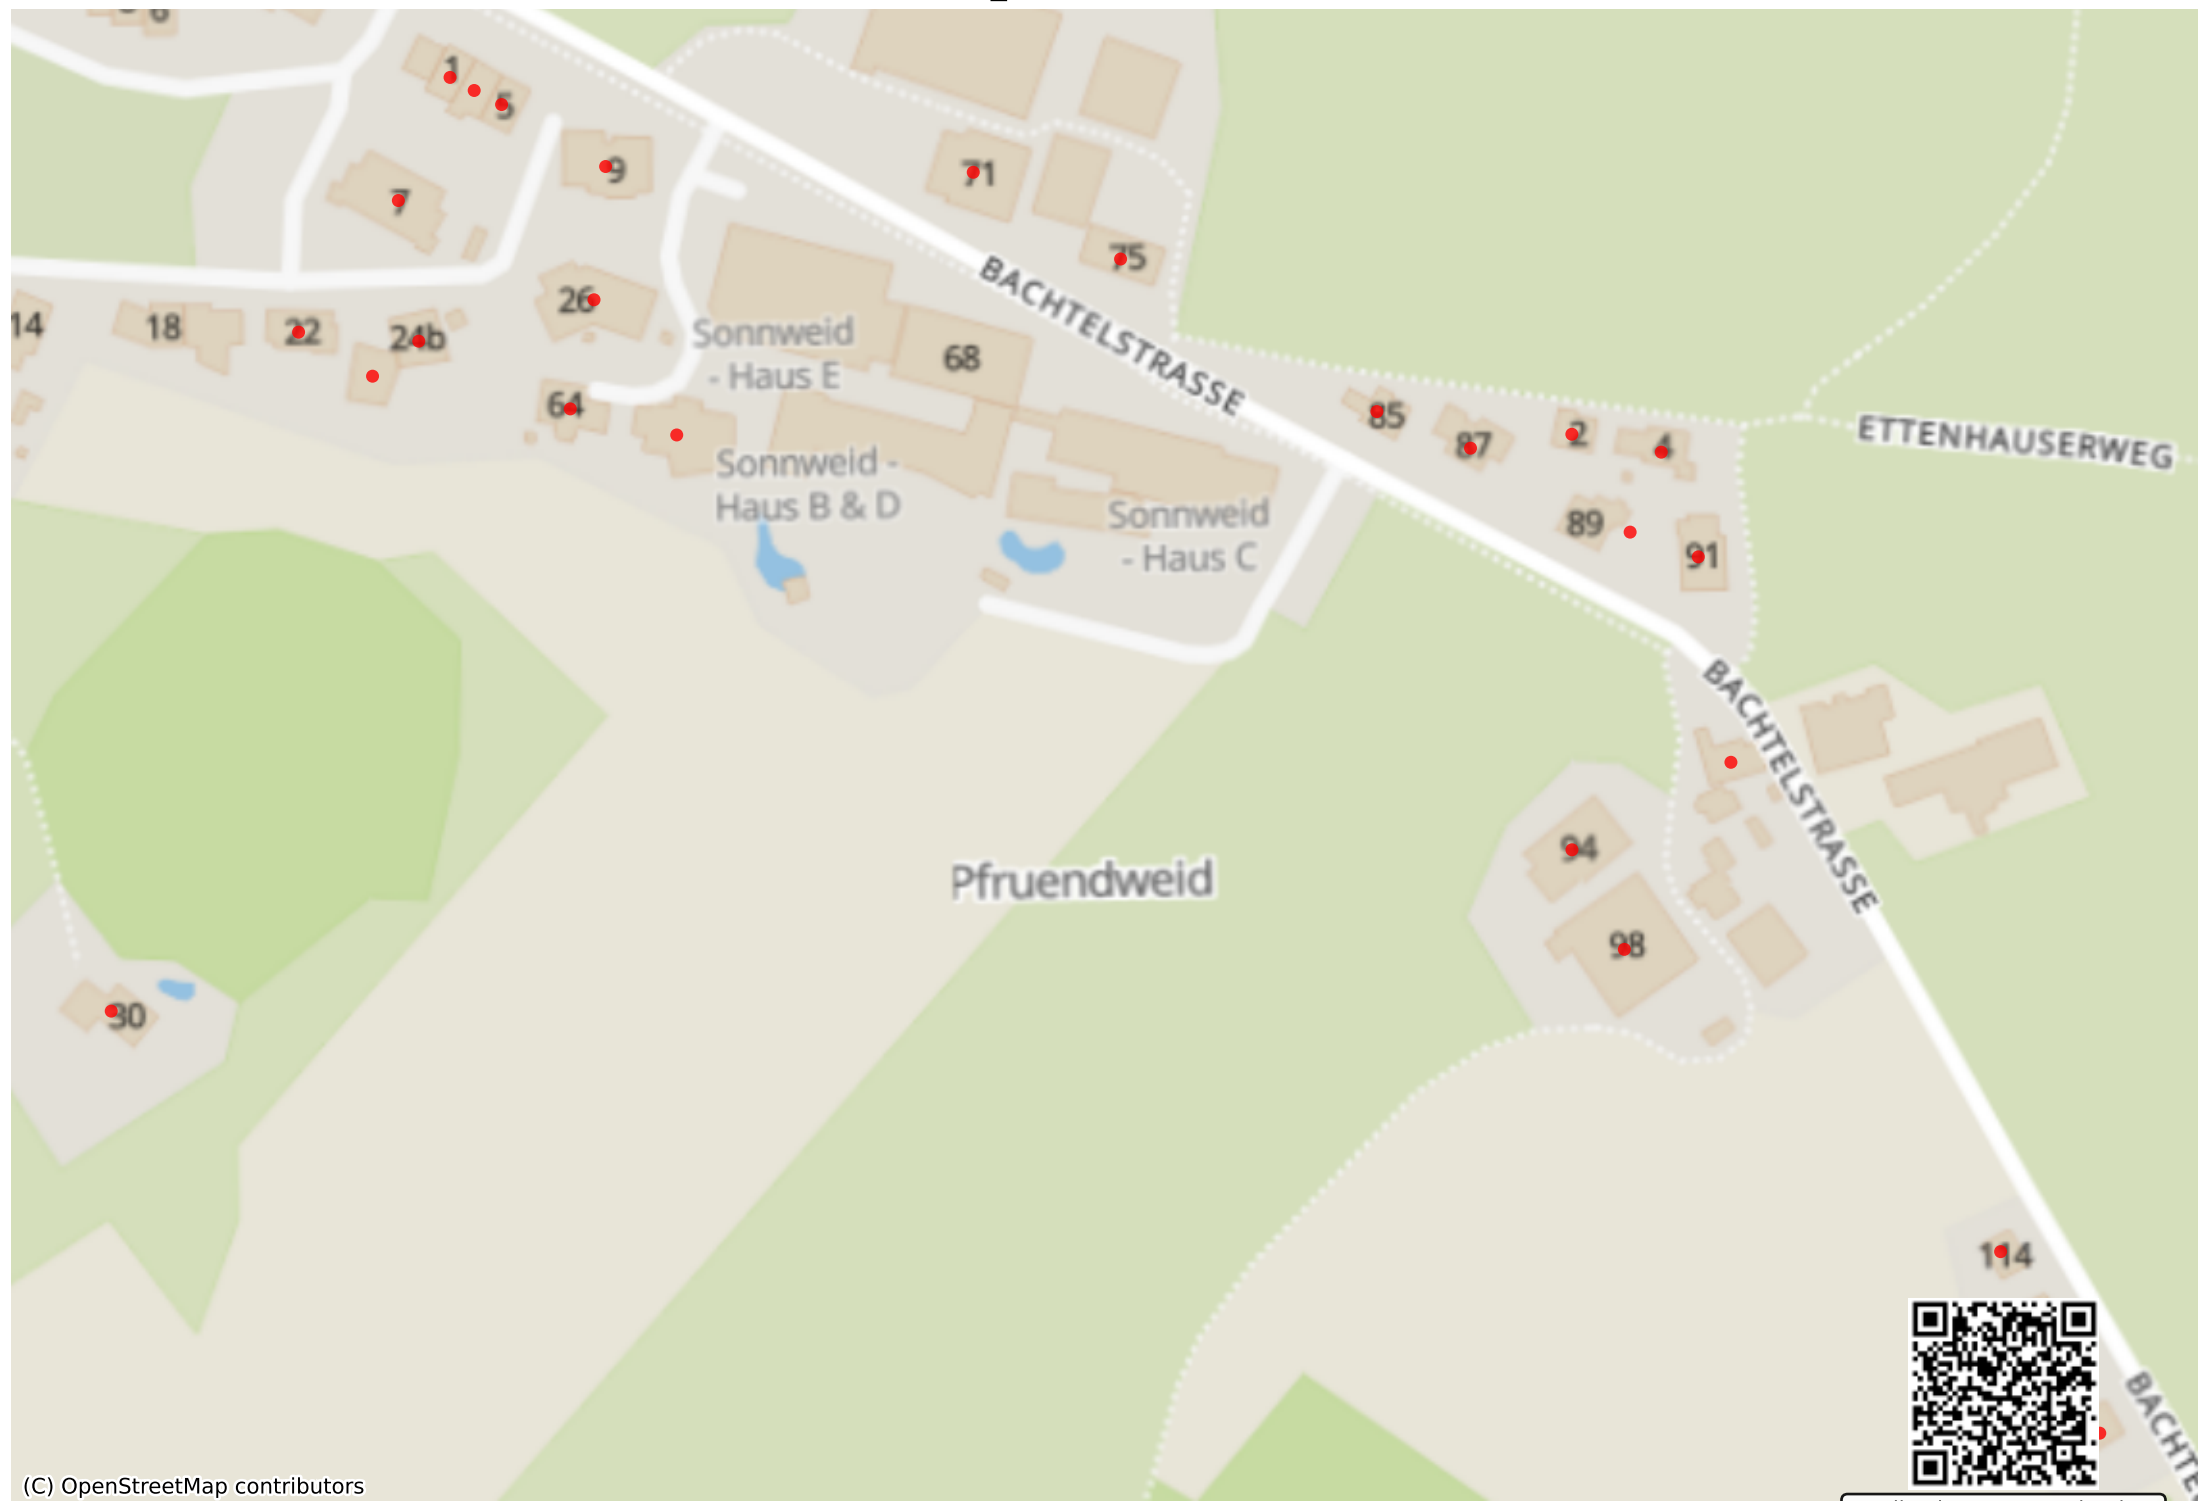 6
1
5
9
7
71
75
BACHTELSTRASSE
14
18
22
24b
26
64
Sonnweid
- Haus E
68
Sonnweid -
Haus B & D
Sonnweid
- Haus C
85
87
2
4
89
91
ETTENHAUSERWEG
BACHTELSTRASSE
Pfruendweid
94
98
30
114
(C) OpenStreetMap contributors